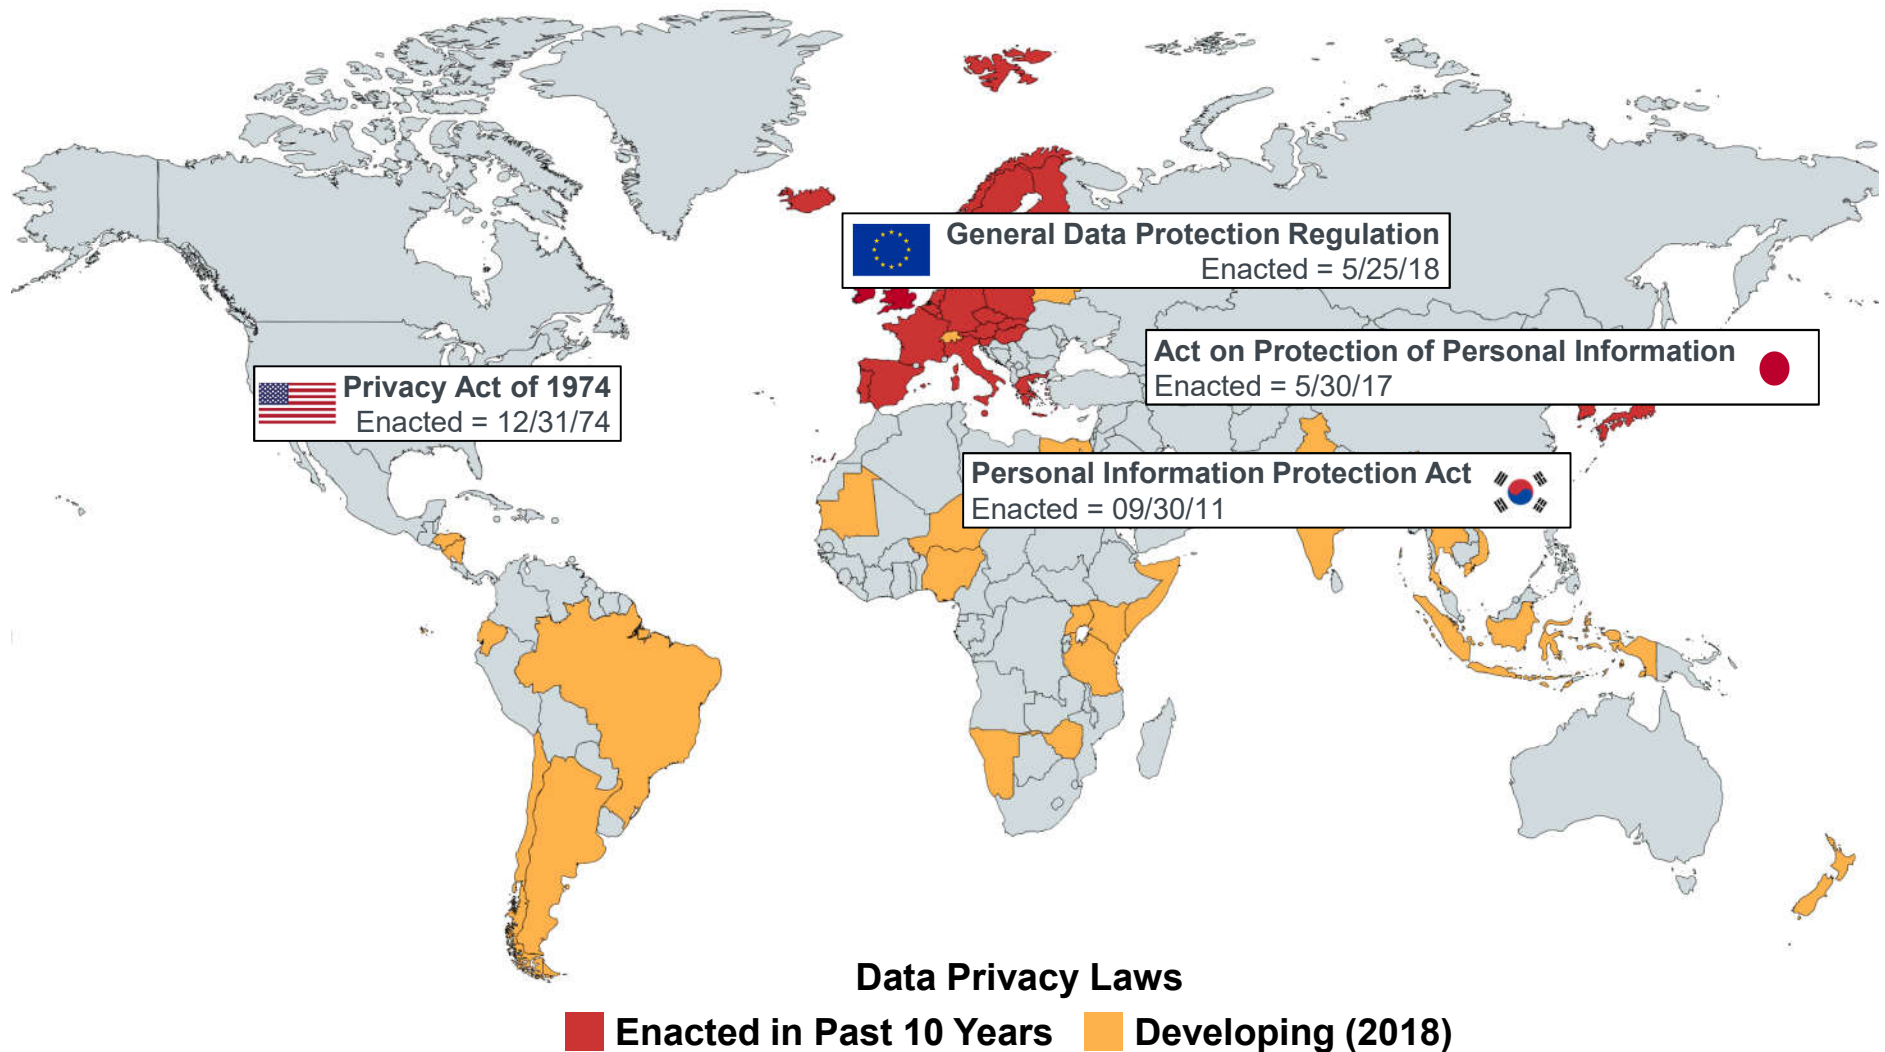 General Data Protection Regulation
Enacted = 5/25/18
Act on Protection of Personal Information
Enacted = 5/30/17
Privacy Act of 1974
Enacted = 12/31/74
Personal Information Protection Act
Enacted = 09/30/11
Data Privacy Laws
Enacted in Past 10 Years
Developing (2018)